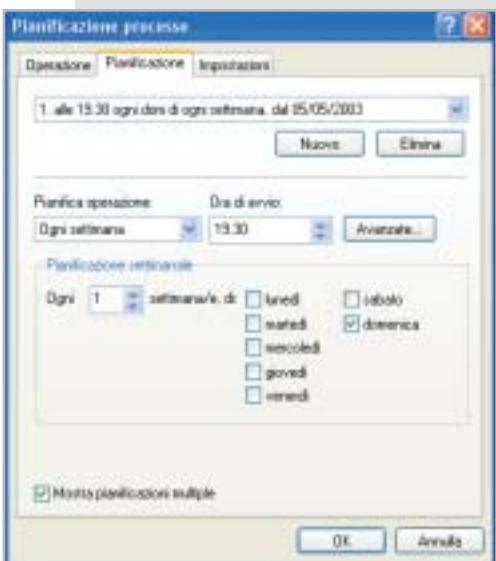 Pianificazione processo
Operazione Pianificazione Impostazioni
1. alle 19.30 ogni dom di ogni settimana, dal 05/05/2003
Nuovo Elimina
Pianifica operazione: Ora di avvio:
Ogni settimana 19.30 Avanzate...
Pianificazione settimanale
Ogni 1 settimana/e, di: lunedì sabato
martedì domenica
mercoledì
giovedì
venerdì
Mostra pianificazioni multiple
OK Annulla